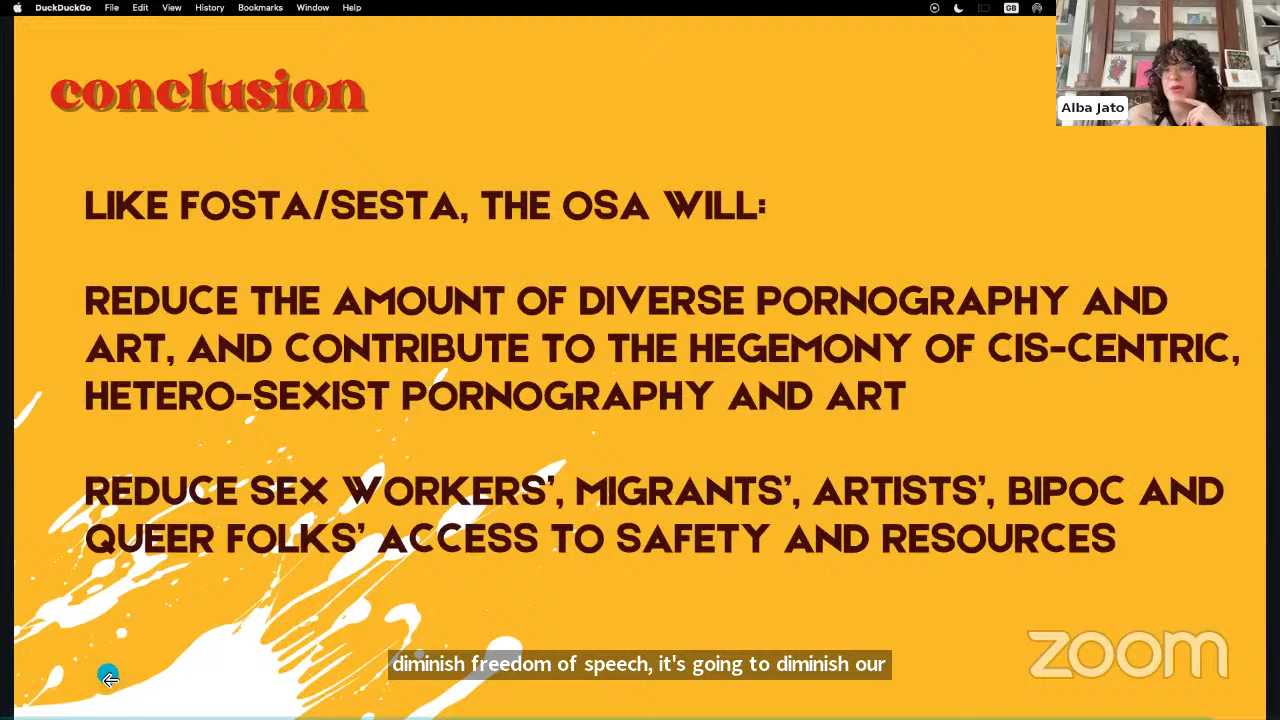 DuckDuckGo File Edit View History Bookmarks Window Help GB
conclusion
Alba Jato
LIKE FOSTA/SESTA, THE OSA WILL:
REDUCE THE AMOUNT OF DIVERSE PORNOGRAPHY AND
ART, AND CONTRIBUTE TO THE HEGEMONY OF CIS-CENTRIC,
HETERO-SEXIST PORNOGRAPHY AND ART
REDUCE SEX WORKERS', MIGRANTS', ARTISTS', BIPOC AND
QUEER FOLKS' ACCESS TO SAFETY AND RESOURCES
diminish freedom of speech, it's going to diminish our
zoom